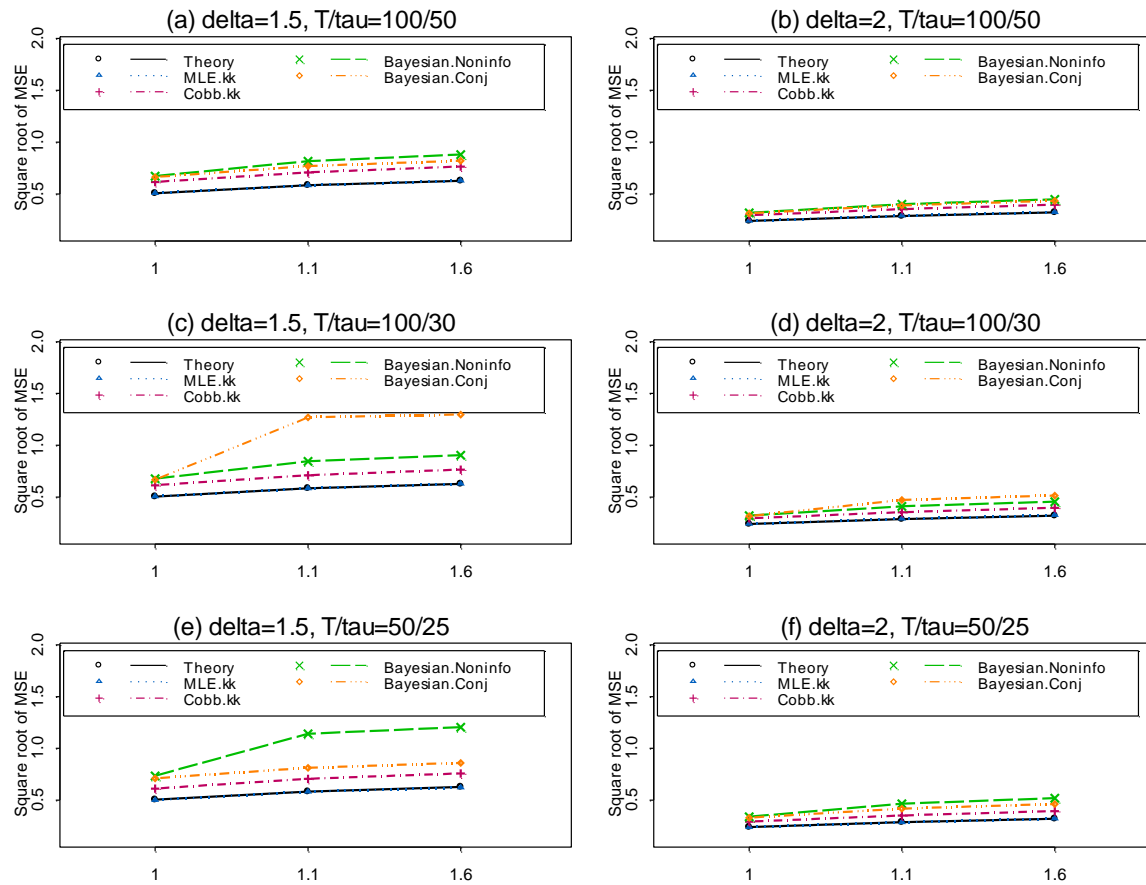 (a) delta=1.5, T/tau=100/50
Square root of MSE
2.0
1.5
1.0
0.5
Theory
MLE.kk
Cobb.kk
Bayesian.Noninfo
Bayesian.Conj
1 1.1 1.6
(b) delta=2, T/tau=100/50
Square root of MSE
2.0
1.5
1.0
0.5
Theory
MLE.kk
Cobb.kk
Bayesian.Noninfo
Bayesian.Conj
1 1.1 1.6
(c) delta=1.5, T/tau=100/30
Square root of MSE
2.0
1.5
1.0
0.5
Theory
MLE.kk
Cobb.kk
Bayesian.Noninfo
Bayesian.Conj
1 1.1 1.6
(d) delta=2, T/tau=100/30
Square root of MSE
2.0
1.5
1.0
0.5
Theory
MLE.kk
Cobb.kk
Bayesian.Noninfo
Bayesian.Conj
1 1.1 1.6
(e) delta=1.5, T/tau=50/25
Square root of MSE
2.0
1.5
1.0
0.5
Theory
MLE.kk
Cobb.kk
Bayesian.Noninfo
Bayesian.Conj
1 1.1 1.6
(f) delta=2, T/tau=50/25
Square root of MSE
2.0
1.5
1.0
0.5
Theory
MLE.kk
Cobb.kk
Bayesian.Noninfo
Bayesian.Conj
1 1.1 1.6